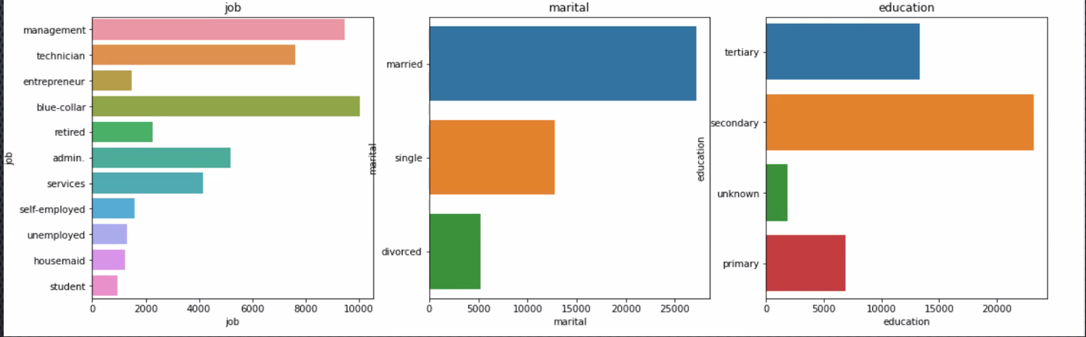 job
management
technician
entrepreneur
blue-collar
retired
admin.
services
self-employed
unemployed
housemaid
student
job
0 2000 4000 6000 8000 10000
job
marital
married
single
divorced
marital
0 5000 10000 15000 20000 25000
marital
education
tertiary
secondary
unknown
primary
education
0 5000 10000 15000 20000
education